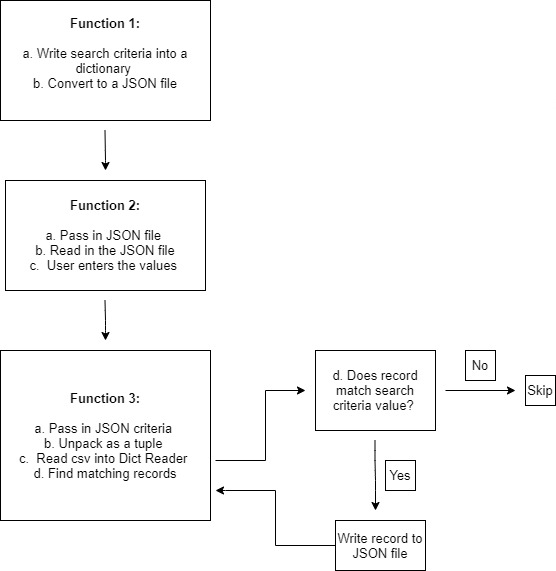 Function 1:
a. Write search criteria into a
dictionary
b. Convert to a JSON file
Function 2:
a. Pass in JSON file
b. Read in the JSON file
c. User enters the values
Function 3:
a. Pass in JSON criteria
b. Unpack as a tuple
c. Read csv into Dict Reader
d. Find matching records
d. Does record
match search
criteria value?
No
Skip
Yes
Write record to
JSON file